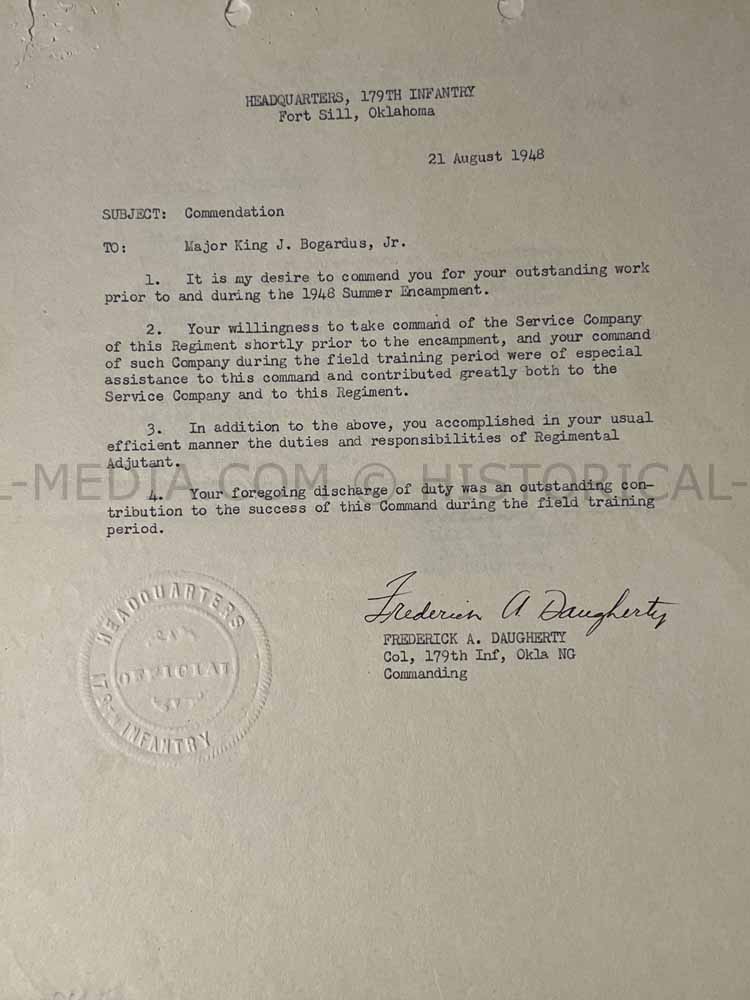 HEADQUARTERS, 179TH INFANTRY
Fort Sill, Oklahoma
21 August 1948
SUBJECT: Commendation
TO: Major King J. Bogardus, Jr.
1. It is my desire to commend you for your outstanding work
prior to and during the 1948 Summer Encampment.
2. Your willingness to take command of the Service Company
of this Regiment shortly prior to the encampment, and your command
of such Company during the field training period were of especial
assistance to this command and contributed greatly both to the
Service Company and to this Regiment.
3. In addition to the above, you accomplished in your usual
efficient manner the duties and responsibilities of Regimental
Adjutant.
L-MEDIA.COM © HISTORICAL-
4. Your foregoing discharge of duty was an outstanding con-
tribution to the success of this Command during the field training
period.
Frederick A Daugherty
FREDERICK A. DAUGHERTY
Col, 179th Inf, Okla NG
Commanding
HEADQUARTERS
OFFICIAL
INFANTRY